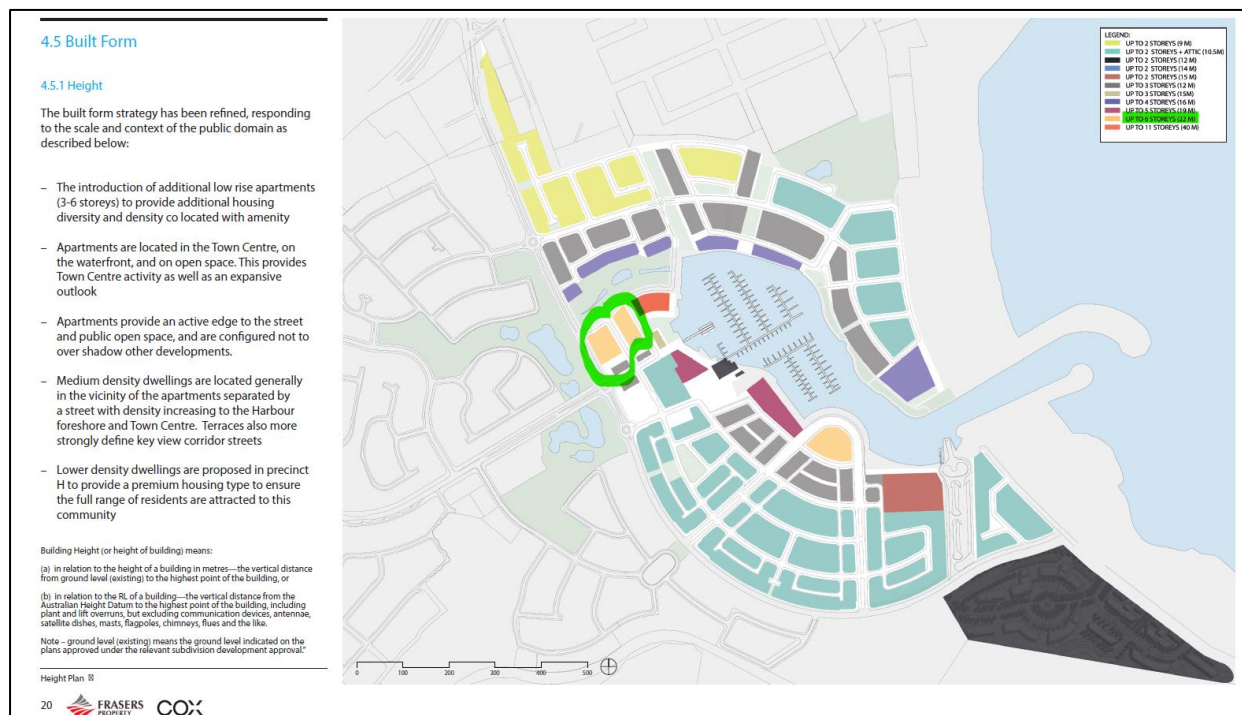 4.5 Built Form
4.5.1 Height
The built form strategy has been refined, responding
to the scale and context of the public domain as
described below:
– The introduction of additional low rise apartments
(3-6 storeys) to provide additional housing
diversity and density co located with amenity
– Apartments are located in the Town Centre, on
the waterfront, and on open space. This provides
Town Centre activity as well as an expansive
outlook
– Apartments provide an active edge to the street
and public open space, and are configured not to
over shadow other developments.
– Medium density dwellings are located generally
in the vicinity of the apartments separated by
a street with density increasing to the Harbour
foreshore and Town Centre. Terraces also more
strongly define key view corridor streets
– Lower density dwellings are proposed in precinct
H to provide a premium housing type to ensure
the full range of residents are attracted to this
community
Building Height (or height of building) means:
(a) in relation to the height of a building in metres—the vertical distance
from ground level (existing) to the highest point of the building, or
(b) in relation to the RL of a building—the vertical distance from the
Australian Height Datum to the highest point of the building, including
plant and lift overruns, but excluding communication devices, antennae,
satellite dishes, masts, flagpoles, chimneys, flues and the like.
Note – ground level (existing) means the ground level indicated on the
plans approved under the relevant subdivision development approval."
Height Plan
20 FRASERS PROPERTY COX
LEGEND:
UP TO 2 STOREYS (9 M)
UP TO 2 STOREYS + ATTIC (10.5M)
UP TO 2 STOREYS (12 M)
UP TO 2 STOREYS (14 M)
UP TO 2 STOREYS (15 M)
UP TO 3 STOREYS (12 M)
UP TO 3 STOREYS (15M)
UP TO 4 STOREYS (16 M)
UP TO 5 STOREYS (19 M)
UP TO 6 STOREYS (22 M)
UP TO 11 STOREYS (40 M)
0 100 200 300 400 500